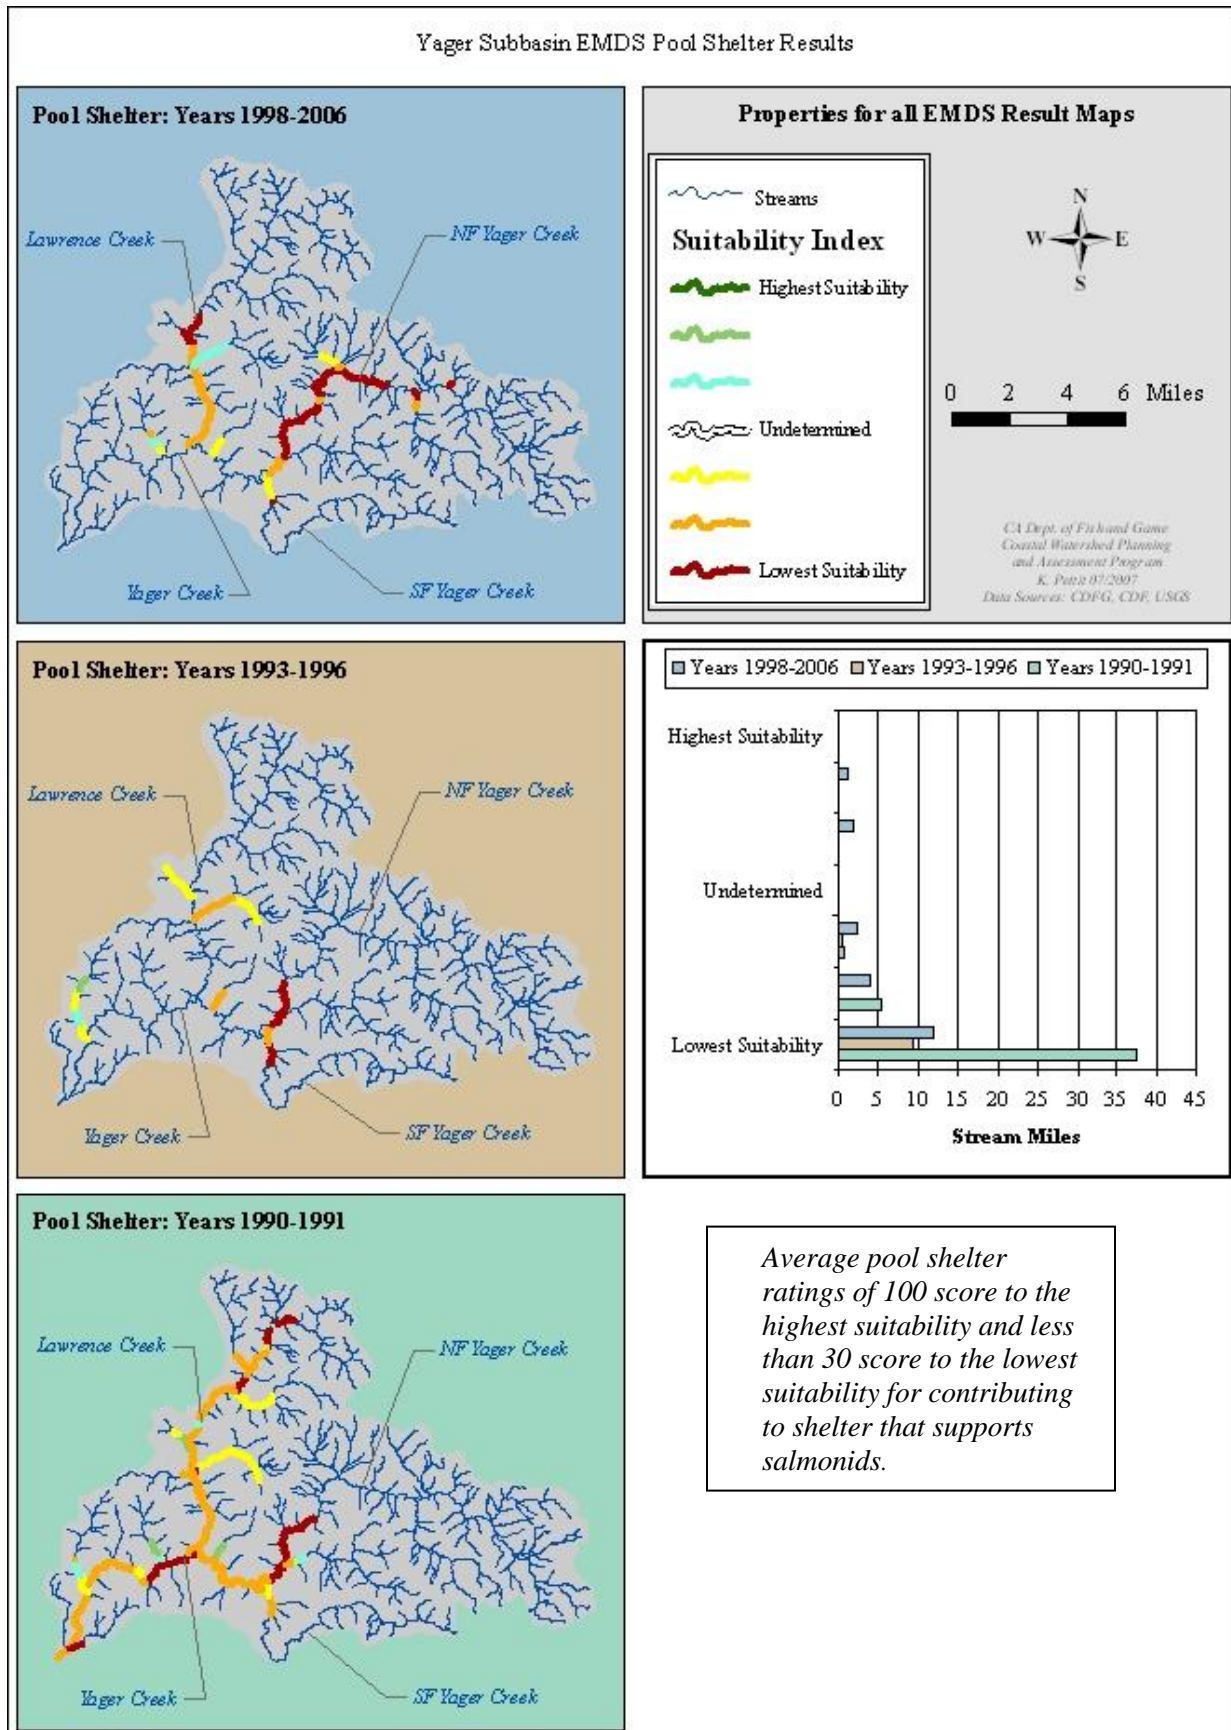 Yager Subbasin EMDS Pool Shelter Results
Pool Shelter: Years 1998-2006
Lawrence Creek
NF Yager Creek
Yager Creek
SF Yager Creek
Properties for all EMDS Result Maps
Streams
Suitability Index
Highest Suitability
Undetermined
Lowest Suitability
N
W E
S
0 2 4 6 Miles
CA Dept. of Fish and Game
Coastal Watershed Planning
and Assessment Program
K. Pettit 07/2007
Data Sources: CDFG, CDF, USGS
Pool Shelter: Years 1993-1996
Lawrence Creek
NF Yager Creek
Yager Creek
SF Yager Creek
Years 1998-2006 Years 1993-1996 Years 1990-1991
Highest Suitability
Undetermined
Lowest Suitability
0 5 10 15 20 25 30 35 40 45
Stream Miles
Pool Shelter: Years 1990-1991
Lawrence Creek
NF Yager Creek
Yager Creek
SF Yager Creek
Average pool shelter
ratings of 100 score to the
highest suitability and less
than 30 score to the lowest
suitability for contributing
to shelter that supports
salmonids.